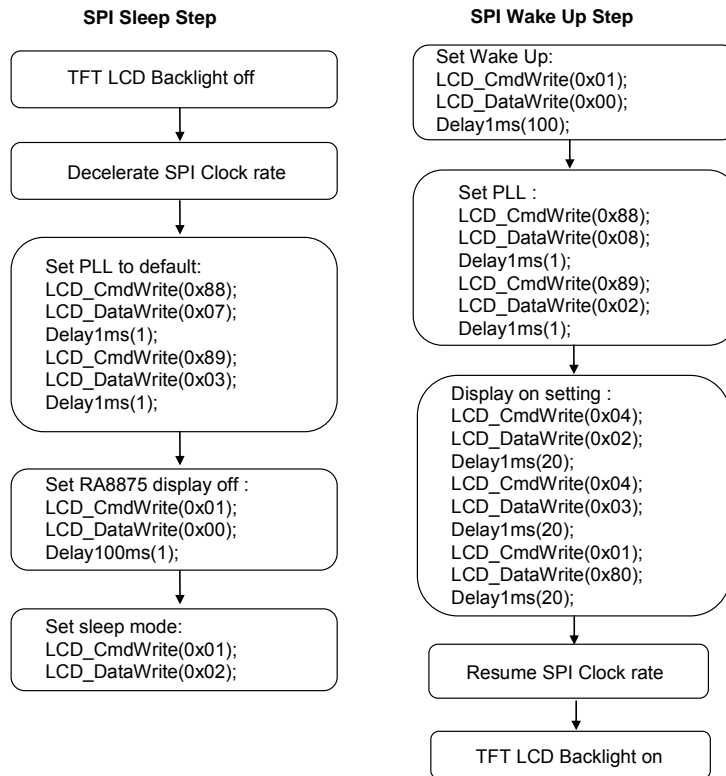 SPI Sleep Step
TFT LCD Backlight off
Decelerate SPI Clock rate
Set PLL to default:
LCD_CmdWrite(0x88);
LCD_DataWrite(0x07);
Delay1ms(1);
LCD_CmdWrite(0x89);
LCD_DataWrite(0x03);
Delay1ms(1);
Set RA8875 display off :
LCD_CmdWrite(0x01);
LCD_DataWrite(0x00);
Delay100ms(1);
Set sleep mode:
LCD_CmdWrite(0x01);
LCD_DataWrite(0x02);
SPI Wake Up Step
Set Wake Up:
LCD_CmdWrite(0x01);
LCD_DataWrite(0x00);
Delay1ms(100);
Set PLL :
LCD_CmdWrite(0x88);
LCD_DataWrite(0x08);
Delay1ms(1);
LCD_CmdWrite(0x89);
LCD_DataWrite(0x02);
Delay1ms(1);
Display on setting :
LCD_CmdWrite(0x04);
LCD_DataWrite(0x02);
Delay1ms(20);
LCD_CmdWrite(0x04);
LCD_DataWrite(0x03);
Delay1ms(20);
LCD_CmdWrite(0x01);
LCD_DataWrite(0x80);
Delay1ms(20);
Resume SPI Clock rate
TFT LCD Backlight on